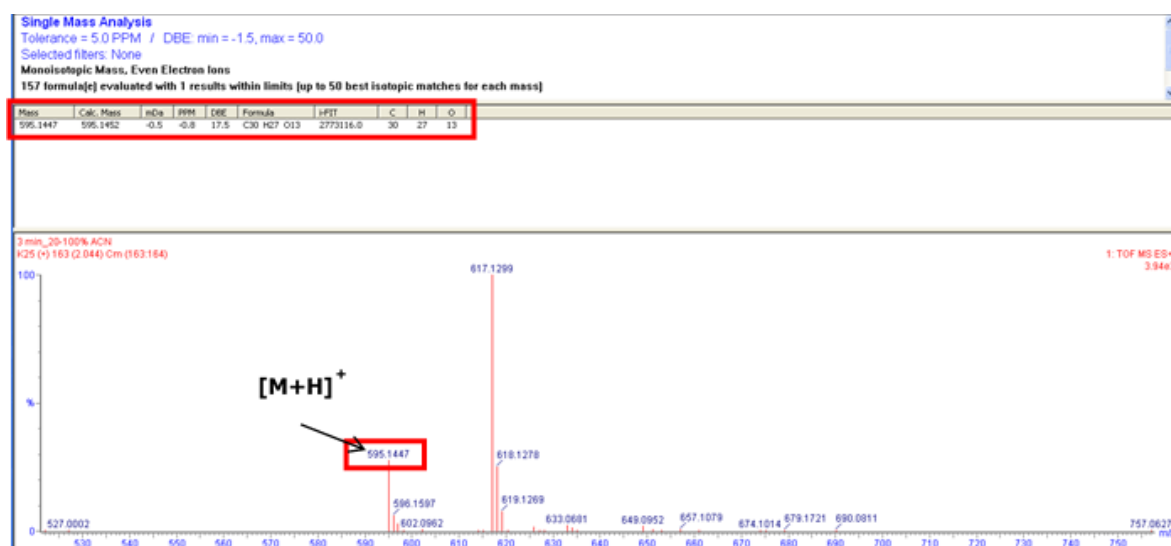 Single Mass Analysis
Tolerance = 5.0 PPM / DBE: min = -1.5, max = 50.0
Selected filters: None
Monoisotopic Mass, Even Electron Ions
157 formula(e) evaluated with 1 results within limits (up to 50 best isotopic matches for each mass)
Mass Calc. Mass mDa PPM DBE Formula i-FIT C H O
595.1447 595.1452 -0.5 -0.8 17.5 C30 H27 O13 2773116.0 30 27 13
3 min_20-100% ACN
K25 (+) 163 (2.044) Cm (163:164)
1: TOF MS ES+
3.94e
100
617.1299
[M+H]+
%
595.1447
618.1278
596.1597
619.1269
602.0962
633.0681
649.0952
657.1079
674.1014
679.1721
690.0811
527.0002
757.0627
0
530 540 550 560 570 580 590 600 610 620 630 640 650 660 670 680 690 700 710 720 730 740 750